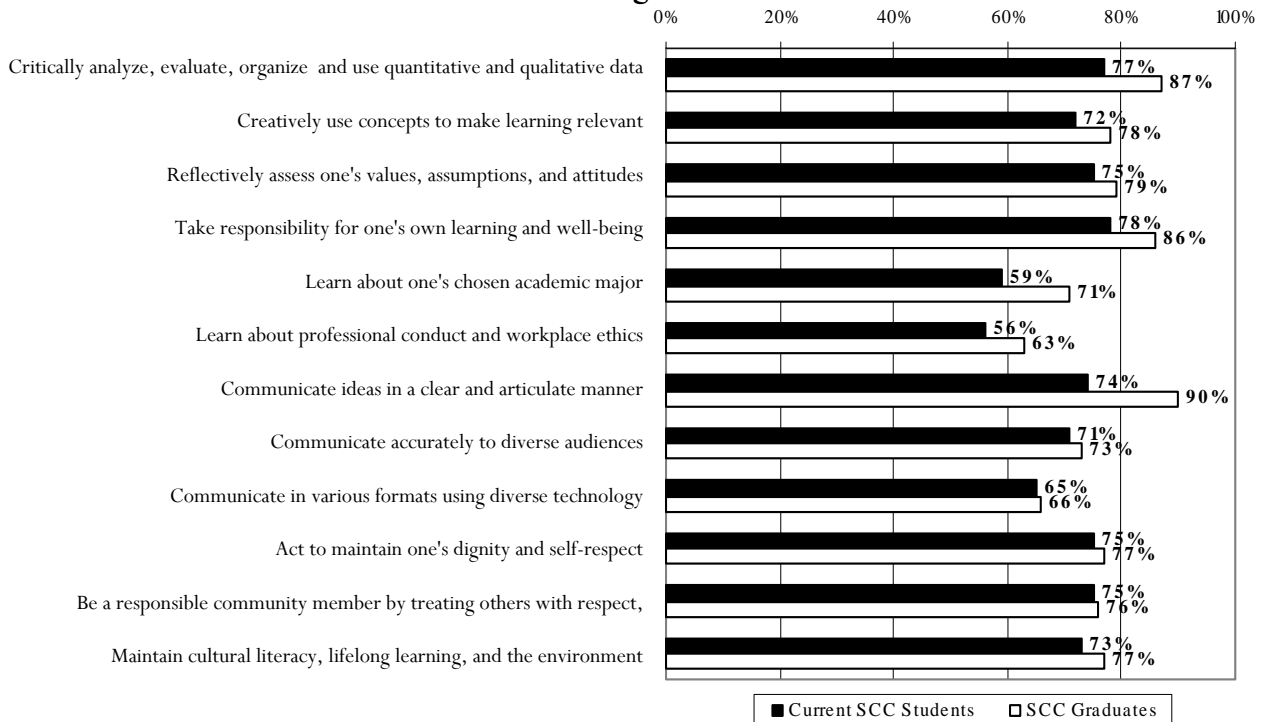 0% 20% 40% 60% 80% 100%
Critically analyze, evaluate, organize and use quantitative and qualitative data
77%
87%
Creatively use concepts to make learning relevant
72%
78%
Reflectively assess one's values, assumptions, and attitudes
75%
79%
Take responsibility for one's own learning and well-being
78%
86%
Learn about one's chosen academic major
59%
71%
Learn about professional conduct and workplace ethics
56%
63%
Communicate ideas in a clear and articulate manner
74%
90%
Communicate accurately to diverse audiences
71%
73%
Communicate in various formats using diverse technology
65%
66%
Act to maintain one's dignity and self-respect
75%
77%
Be a responsible community member by treating others with respect,
75%
76%
Maintain cultural literacy, lifelong learning, and the environment
73%
77%
Current SCC Students SCC Graduates